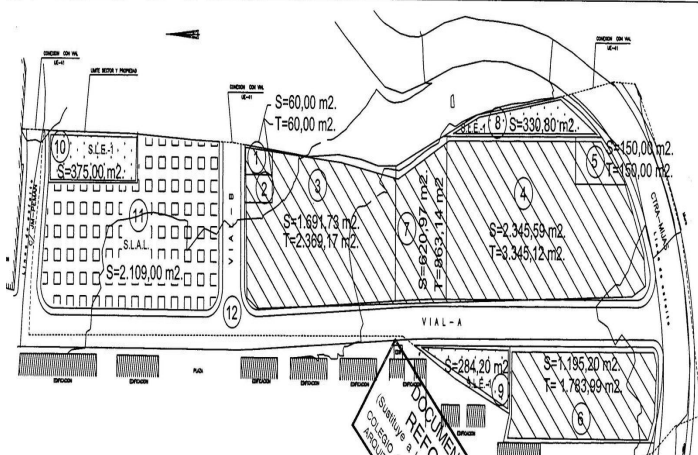 CONEXION CON VIAL
UE-41
LIMITE SECTOR Y PROPIEDAD
CONEXION CON VIAL
UE-41
CONEXION CON VIAL
UE-41
S=60,00 m2.
T=60,00 m2.
10
S.L.E.-1
S=375,00 m2.
11
S.L.A.L.
S=2.109,00 m2.
VIAL-B
12
1
2
3
S=1.691,73 m2.
T=2.369,17 m2.
7
S=620,97 m2.
T=863,14 m2.
8
S.L.E-1
S=330,80 m2.
4
S=2.345,59 m2.
T=3.345,12 m2.
5
S=150,00 m2.
T=150,00 m2.
CTRA-MIJAS
VIAL-A
S=284,20 m2.
S.L.E-1
9
S=1.195,20 m2.
T= 1.783,99 m2.
6
EDIFICACION
EDIFICACION
PLAZA
EDIFICACION
EDIFICACION
EDIFICACION
DOCUMEN
REFO
(Sustituye a
COLEGIO
ARQUI